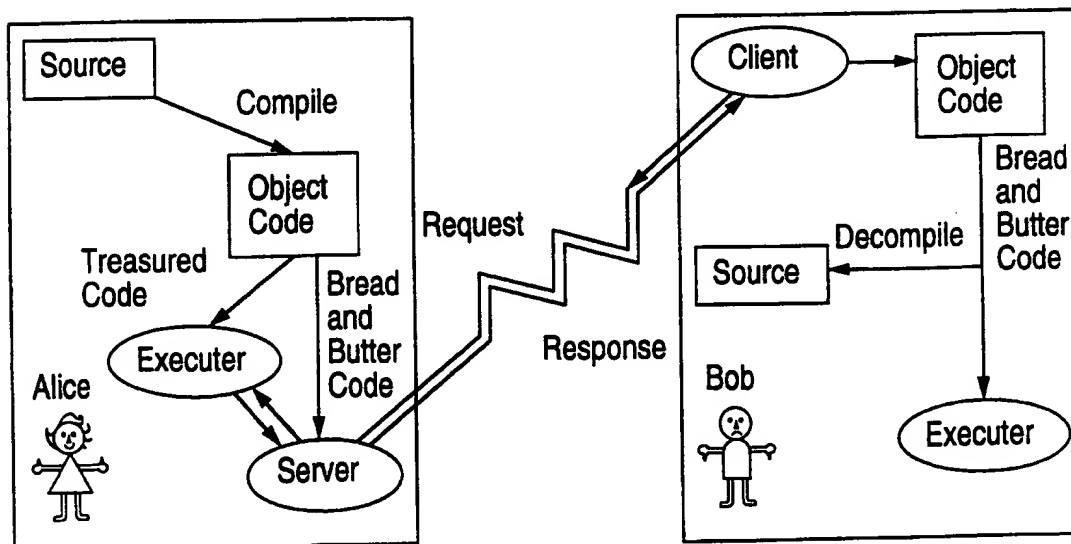 Source
Compile
Object
Code
Treasured
Code
Bread
and
Butter
Code
Executer
Alice
Server
Request
Response
Client
Object
Code
Bread
and
Butter
Code
Decompile
Source
Bob
Executer